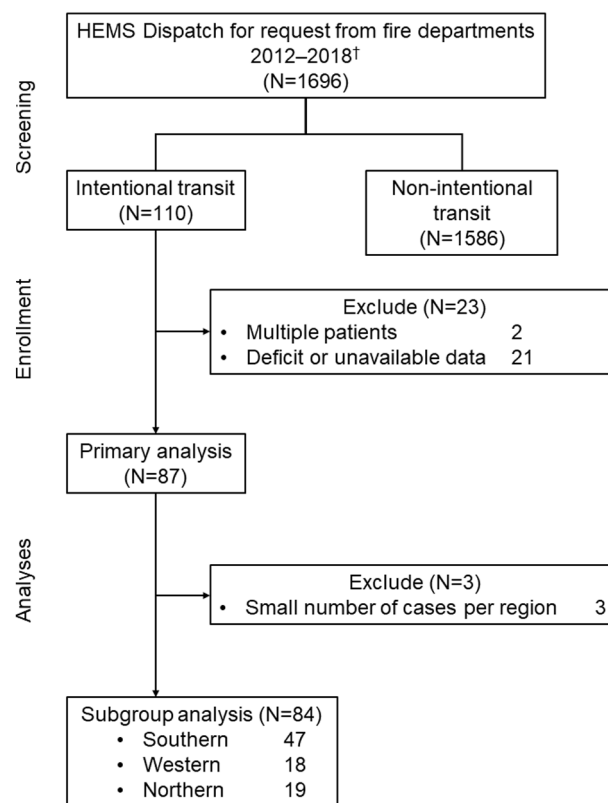 HEMS Dispatch for request from fire departments
2012–2018†
(N=1696)
Screening
Intentional transit
(N=110)
Non-intentional
transit
(N=1586)
Enrollment
Exclude (N=23)
• Multiple patients 2
• Deficit or unavailable data 21
Primary analysis
(N=87)
Analyses
Exclude (N=3)
• Small number of cases per region 3
Subgroup analysis (N=84)
• Southern 47
• Western 18
• Northern 19